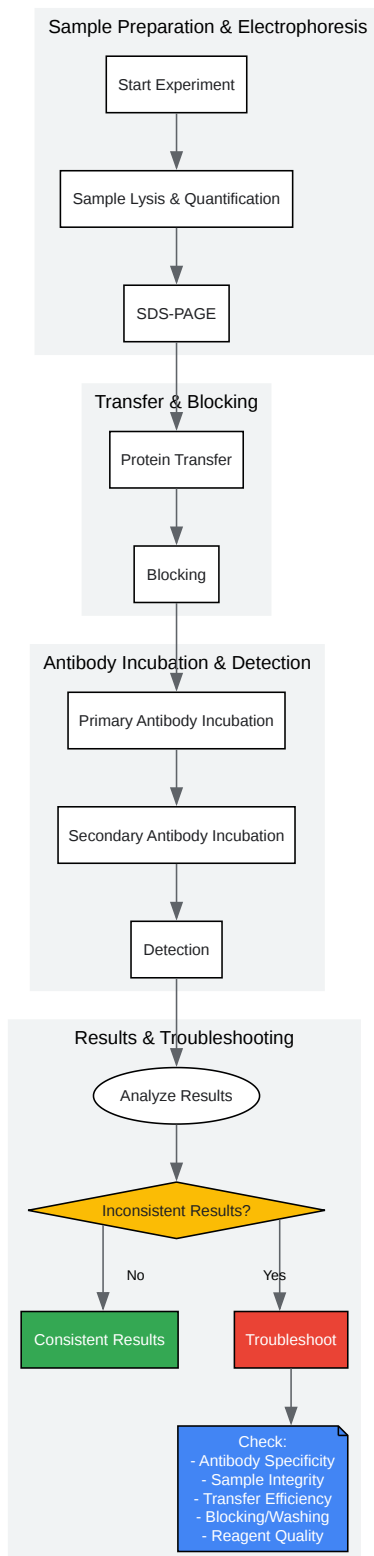 Sample Preparation & Electrophoresis
Start Experiment
Sample Lysis & Quantification
SDS-PAGE
Transfer & Blocking
Protein Transfer
Blocking
Antibody Incubation & Detection
Primary Antibody Incubation
Secondary Antibody Incubation
Detection
Results & Troubleshooting
Analyze Results
Inconsistent Results?
No
Yes
Consistent Results
Troubleshoot
Check:
- Antibody Specificity
- Sample Integrity
- Transfer Efficiency
- Blocking/Washing
- Reagent Quality